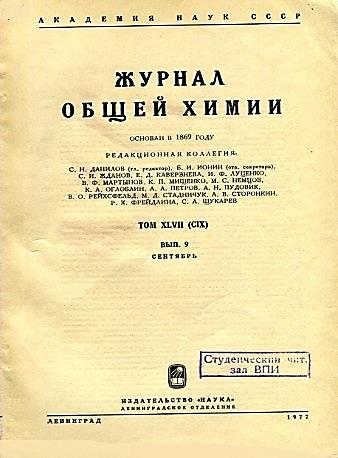 АКАДЕМИЯ НАУК СССР
ЖУРНАЛ
ОБЩЕЙ ХИМИИ
ОСНОВАН В 1869 ГОДУ
РЕДАКЦИОННАЯ КОЛЛЕГИЯ:
С. Н. ДАНИЛОВ (гл. редактор), Б. И. ИОНИН (отв. секретарь),
С. И. ЖДАНОВ, Е. Д. КАВЕРЗНЕВА, И. Ф. ЛУЦЕНКО,
В. Ф. МАРТЫНОВ, К. П. МИЩЕНКО, М. С. НЕМЦОВ,
К. А. ОГЛОБЛИН, А. А. ПЕТРОВ, А. Н. ПУДОВИК,
В. О. РЕЙХСФЕЛЬД, М. Д. СТАДНИЧУК, А. В. СТОРОНКИН,
Р. Х. ФРЕЙДЛИНА, С. А. ЩУКАРЕВ
ТОМ XLVII (CIX)
ВЫП. 9
СЕНТЯБРЬ
Студенческий чит.
зал ВПИ
ИЗДАТЕЛЬСТВО «НАУКА»
ЛЕНИНГРАДСКОЕ ОТДЕЛЕНИЕ
ЛЕНИНГРАД 1977